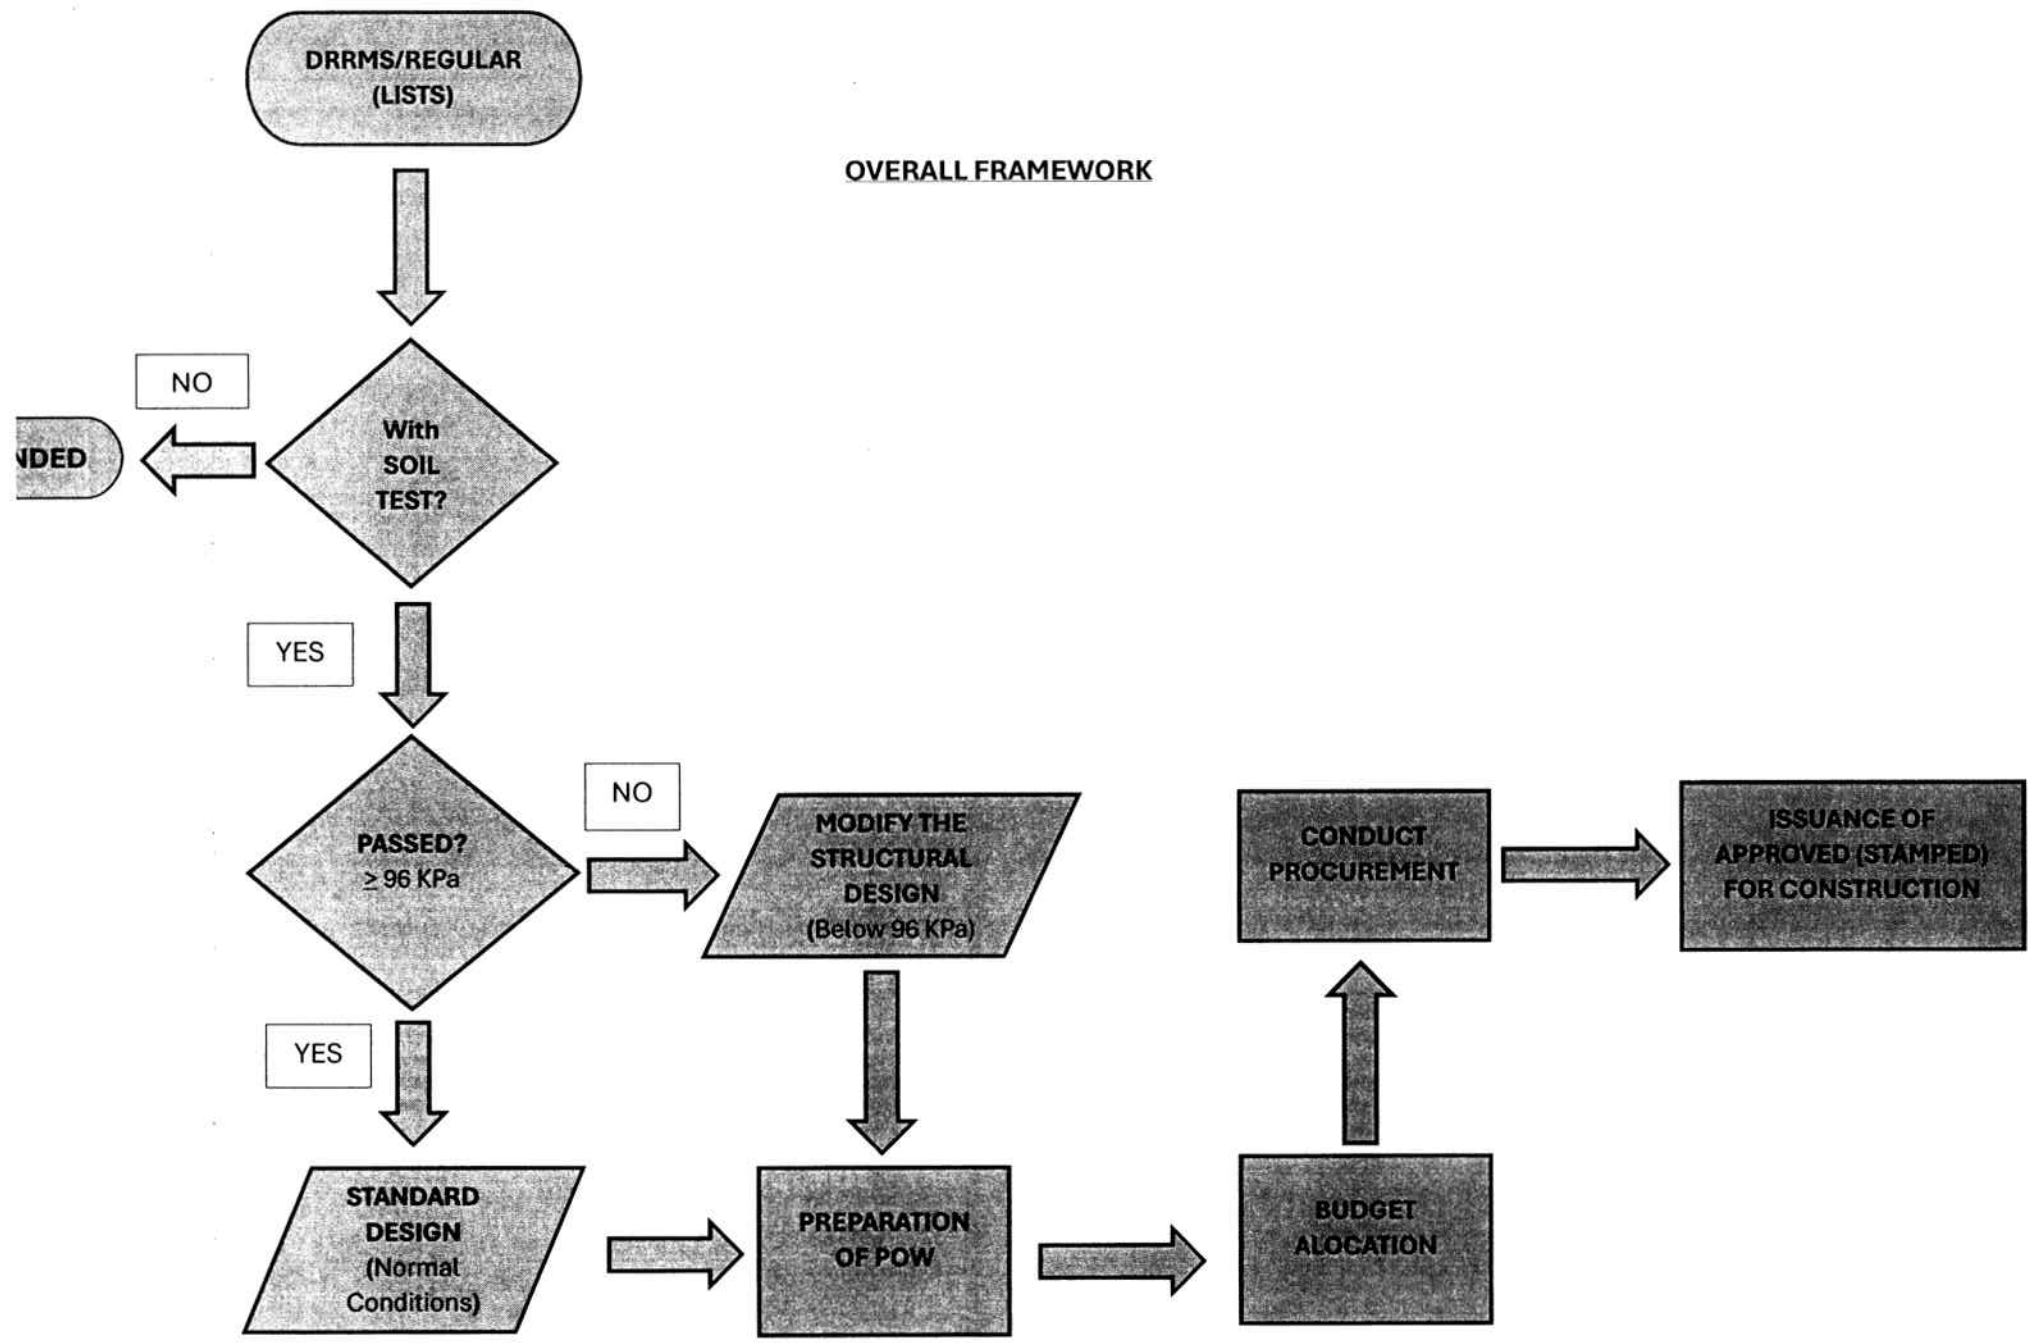 DRRMS/REGULAR
(LISTS)
OVERALL FRAMEWORK
NO
NDED
With
SOIL
TEST?
YES
PASSED?
≥ 96 KPa
NO
MODIFY THE
STRUCTURAL
DESIGN
(Below 96 KPa)
CONDUCT
PROCUREMENT
ISSUANCE OF
APPROVED (STAMPED)
FOR CONSTRUCTION
YES
STANDARD
DESIGN
(Normal
Conditions)
PREPARATION
OF POW
BUDGET
ALOCATION